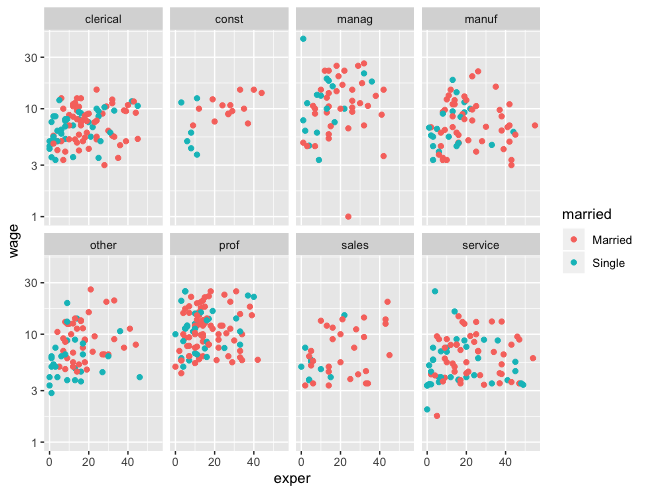 clerical const manag manuf
30
10
3
1
other prof sales service
30
10
3
1
0 20 40 0 20 40 0 20 40 0 20 40
exper
wage
married
Married
Single